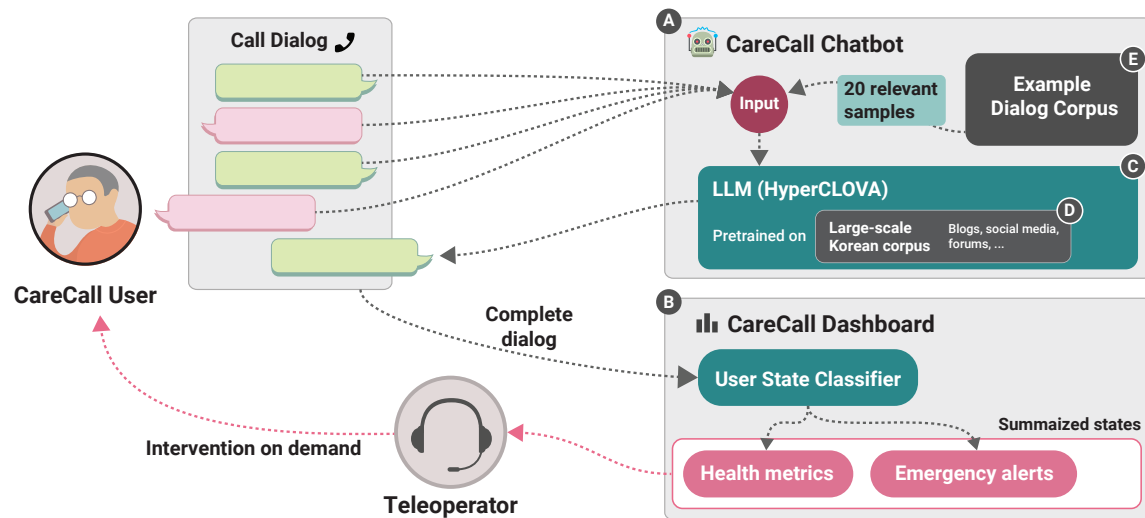 Call Dialog
A
CareCall Chatbot
Input
20 relevant
samples
E
Example
Dialog Corpus
C
LLM (HyperCLOVA)
D
Pretrained on
Large-scale
Korean corpus
Blogs, social media,
forums, ...
CareCall User
Complete
dialog
B
CareCall Dashboard
User State Classifier
Summaized states
Health metrics
Emergency alerts
Intervention on demand
Teleoperator